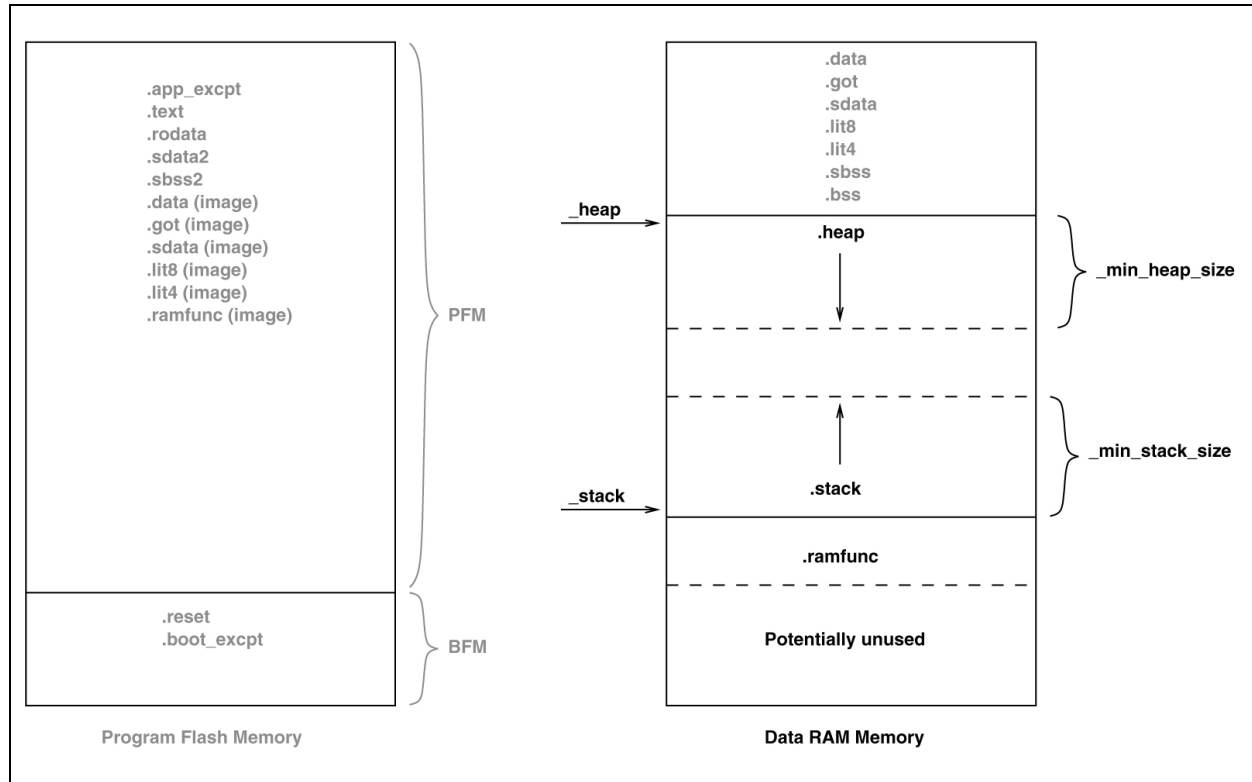 .app_excpt
.text
.rodata
.sdata2
.sbss2
.data (image)
.got (image)
.sdata (image)
.lit8 (image)
.lit4 (image)
.ramfunc (image)
PFM
.reset
.boot_excpt
BFM
Program Flash Memory
.data
.got
.sdata
.lit8
.lit4
.sbss
.bss
_heap
.heap
_min_heap_size
_min_stack_size
.stack
_stack
.ramfunc
Potentially unused
Data RAM Memory